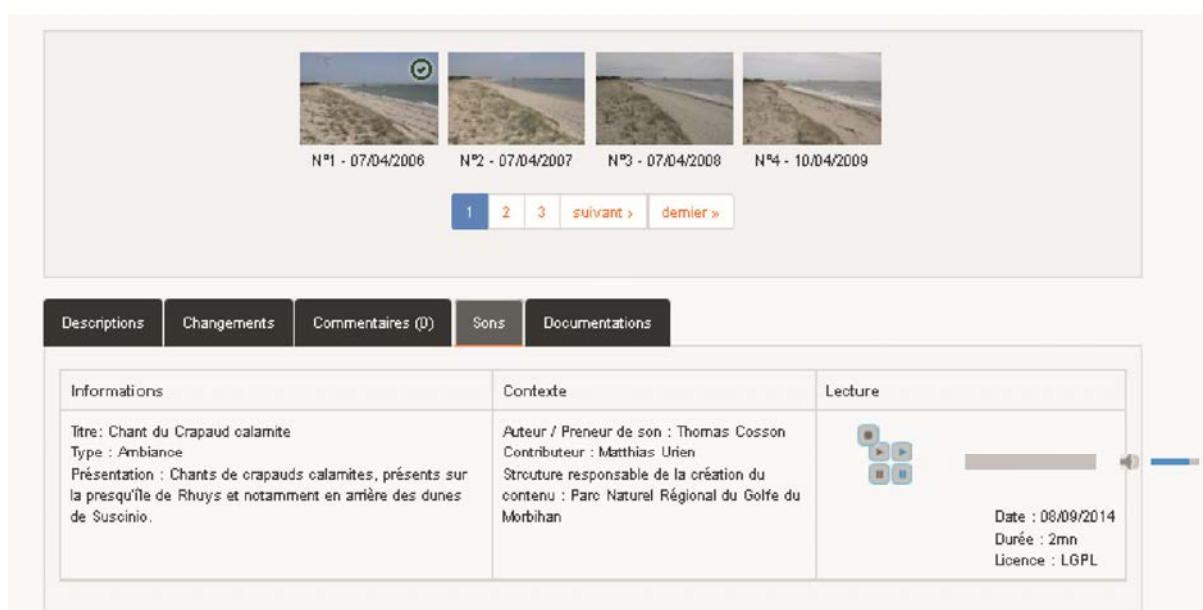 N°1 - 07/04/2006
N°2 - 07/04/2007
N°3 - 07/04/2008
N°4 - 10/04/2009
1 2 3 suivant › dernier »
Descriptions Changements Commentaires (0) Sons Documentations
Informations
Titre: Chant du Crapaud calamite
Type : Ambiance
Présentation : Chants de crapauds calamites, présents sur
la presqu'île de Rhuys et notamment en arrière des dunes
de Suscinio.
Contexte
Auteur / Preneur de son : Thomas Cosson
Contributeur : Matthias Urien
Strcuture responsable de la création du
contenu : Parc Naturel Régional du Golfe du
Morbihan
Lecture
Date : 08/09/2014
Durée : 2mn
Licence : LGPL